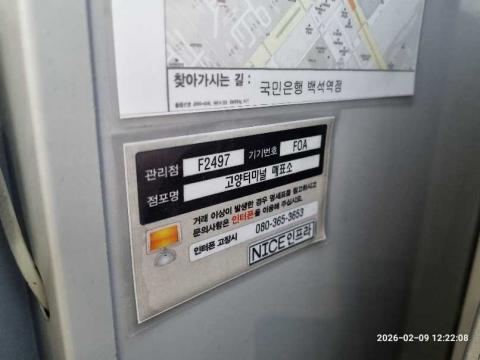 찾아가시는 길 : 국민은행 백석역점
관리점 F2497 기기번호 F0A
점포명 고양터미널 매표소
거래 이상이 발생한 경우 명세표를 참고하시고
문의사항은 인터폰을 이용해 주십시오.
인터폰 고장시 080-365-3653
NICE인프라
2026-02-09 12:22:08